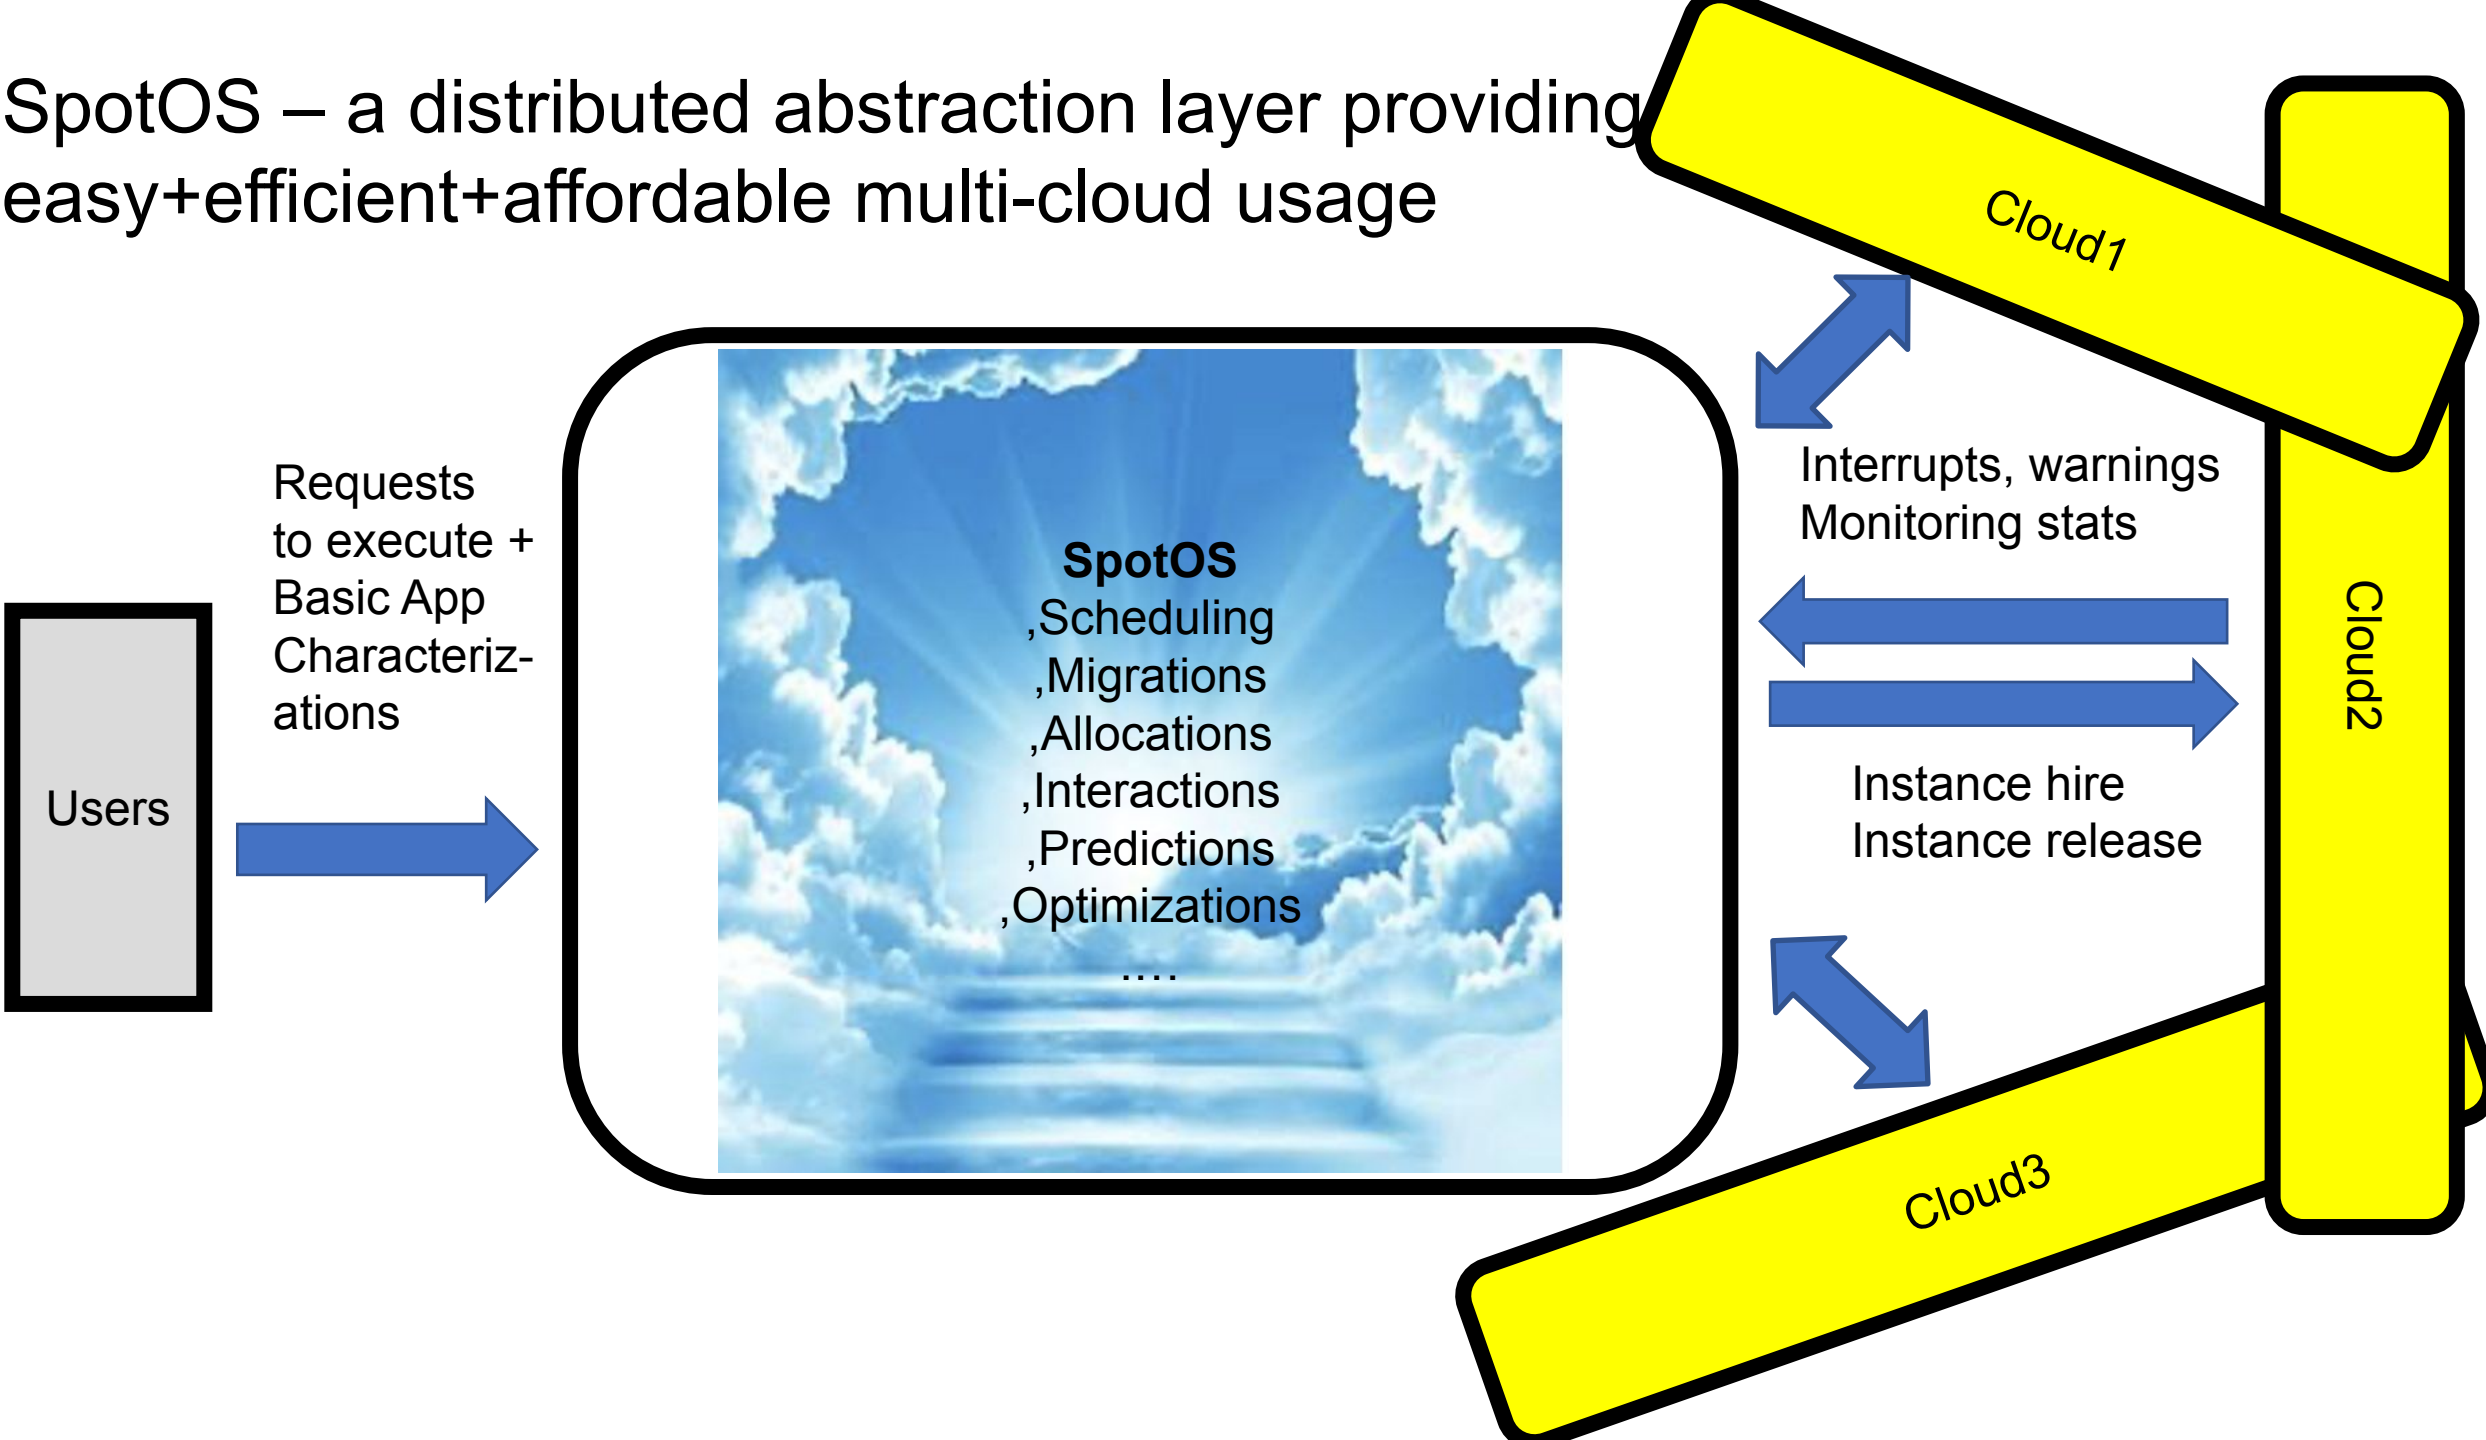 SpotOS – a distributed abstraction layer providing
easy+efficient+affordable multi-cloud usage
Cloud1
Requests
to execute +
Basic App
Characteriz-
ations
Users
SpotOS
,Scheduling
,Migrations
,Allocations
,Interactions
,Predictions
,Optimizations
....
Interrupts, warnings
Monitoring stats
Instance hire
Instance release
Cloud2
Cloud3